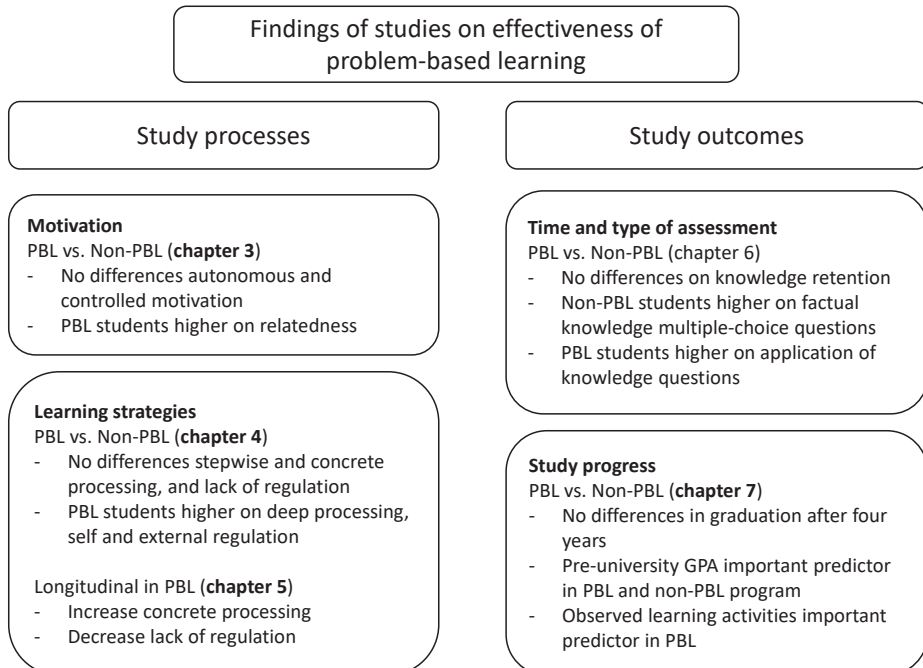 Findings of studies on effectiveness of
problem-based learning
Study processes
Motivation
PBL vs. Non-PBL (chapter 3)
- No differences autonomous and
controlled motivation
- PBL students higher on relatedness
Learning strategies
PBL vs. Non-PBL (chapter 4)
- No differences stepwise and concrete
processing, and lack of regulation
- PBL students higher on deep processing,
self and external regulation
Longitudinal in PBL (chapter 5)
- Increase concrete processing
- Decrease lack of regulation
Study outcomes
Time and type of assessment
PBL vs. Non-PBL (chapter 6)
- No differences on knowledge retention
- Non-PBL students higher on factual
knowledge multiple-choice questions
- PBL students higher on application of
knowledge questions
Study progress
PBL vs. Non-PBL (chapter 7)
- No differences in graduation after four
years
- Pre-university GPA important predictor
in PBL and non-PBL program
- Observed learning activities important
predictor in PBL